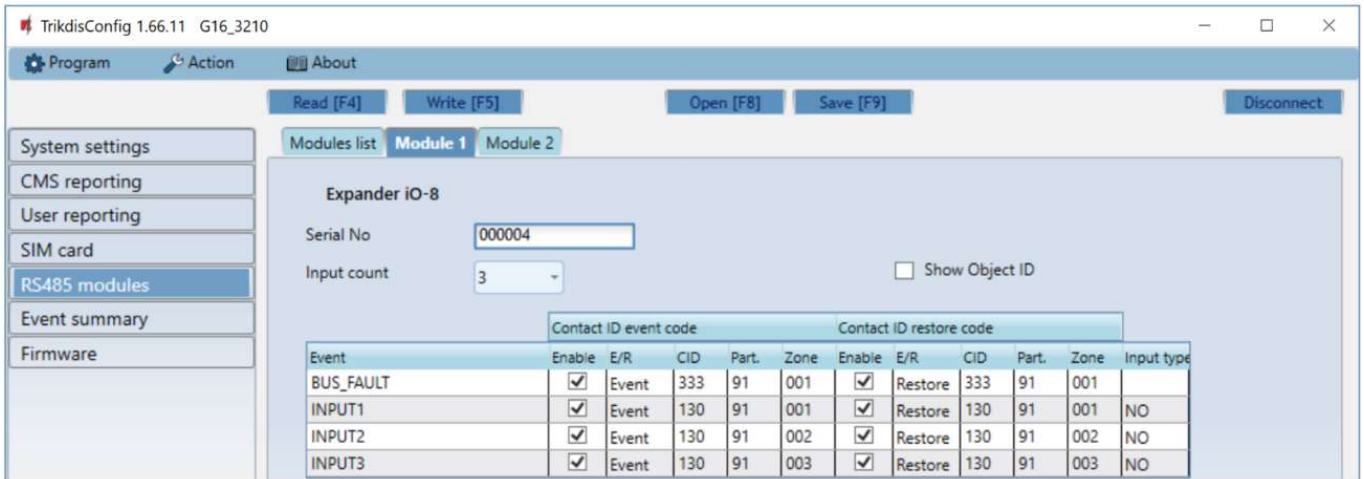 TrikdisConfig 1.66.11 G16_3210
Program Action About
Read [F4] Write [F5] Open [F8] Save [F9] Disconnect
System settings
CMS reporting
User reporting
SIM card
RS485 modules
Event summary
Firmware
Modules list Module 1 Module 2
Expander iO-8
Serial No 000004
Input count 3 Show Object ID
Contact ID event code Contact ID restore code
Event Enable E/R CID Part. Zone Enable E/R CID Part. Zone Input type
BUS_FAULT Event 333 91 001 Restore 333 91 001
INPUT1 Event 130 91 001 Restore 130 91 001 NO
INPUT2 Event 130 91 002 Restore 130 91 002 NO
INPUT3 Event 130 91 003 Restore 130 91 003 NO